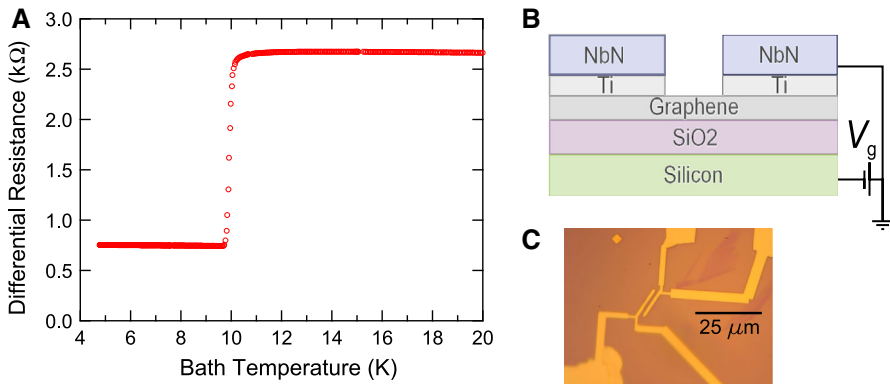 A
3.0
2.5
2.0
1.5
1.0
0.5
0.0
4
6
8
10
12
14
16
18
20
Differential Resistance (kΩ)
Bath Temperature (K)
B
NbN
NbN
Ti
Ti
Graphene
SiO2
Silicon
Vg
C
25 μm